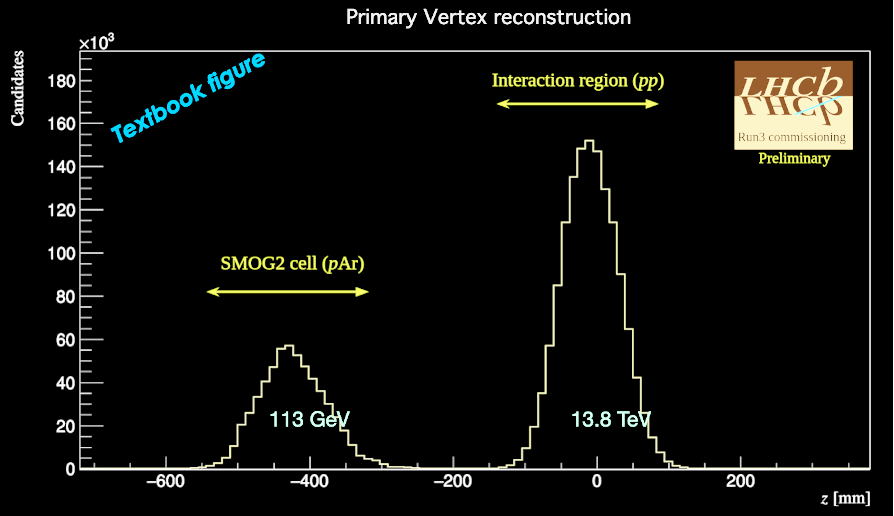 Primary Vertex reconstruction
×10³
Candidates
180
160
140
120
100
80
60
40
20
0
Textbook figure
Interaction region (pp)
LHCb
LHCb
Run3 commissioning
Preliminary
SMOG2 cell (pAr)
113 GeV
13.8 TeV
−600
−400
−200
0
200
z [mm]